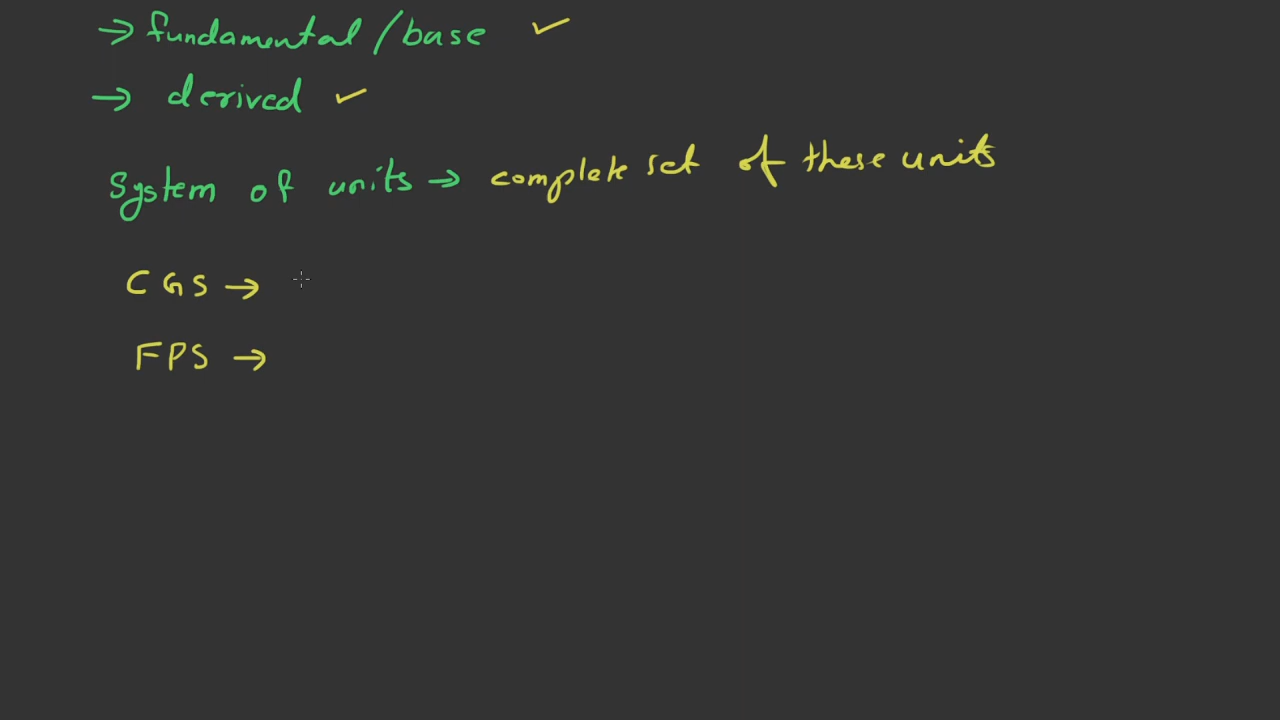 → fundamental/base ✓
→ derived ✓
System of units → complete set of these units
CGS →
FPS →